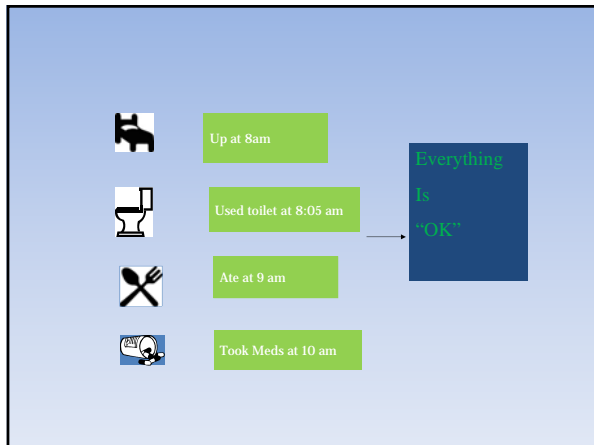 Up at 8am
Used toilet at 8:05 am
Ate at 9 am
Took Meds at 10 am
Everything
Is
“OK”